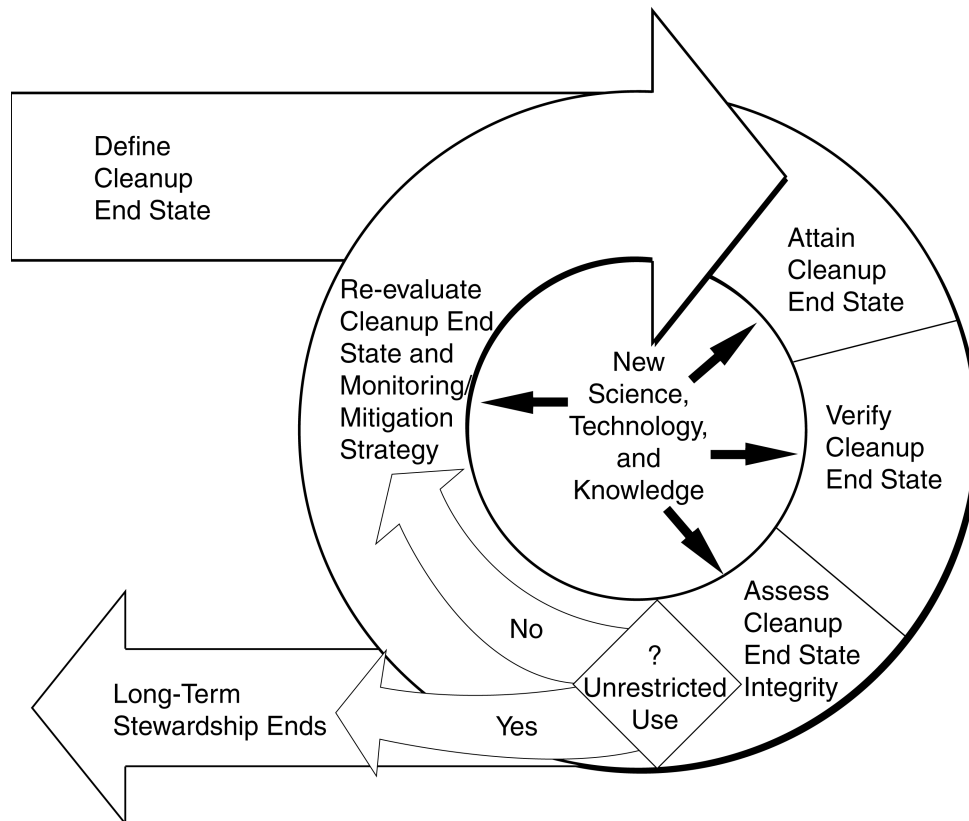 Define
Cleanup
End State
Attain
Cleanup
End State
Re-evaluate
Cleanup End
State and
Monitoring/
Mitigation
Strategy
New
Science,
Technology,
and
Knowledge
Verify
Cleanup
End State
Assess
Cleanup
End State
Integrity
No
?
Unrestricted
Use
Yes
Long-Term
Stewardship Ends